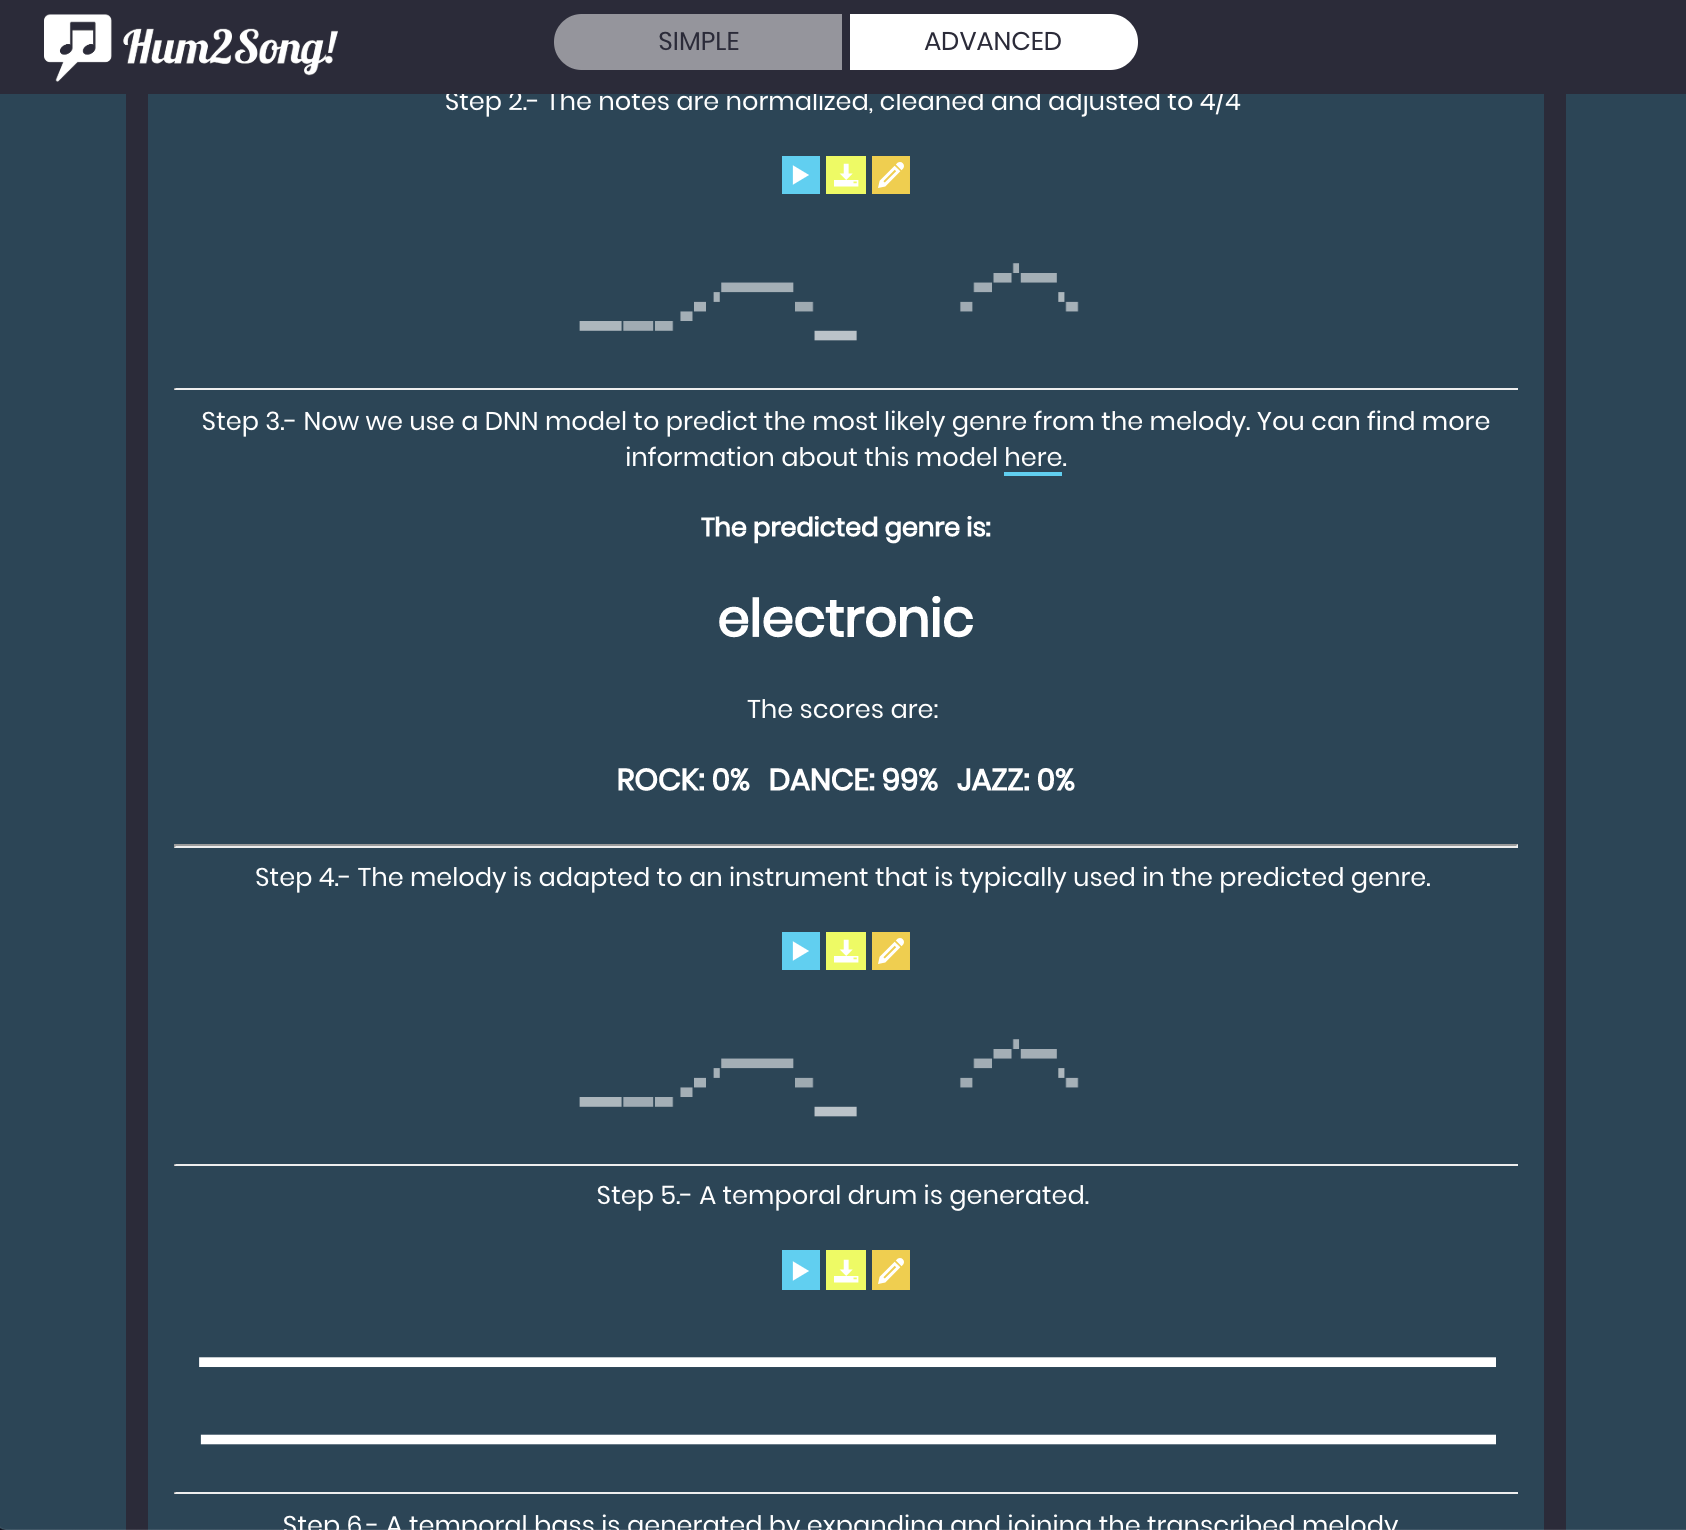 Hum2Song!
SIMPLE
ADVANCED
Step 2.- The notes are normalized, cleaned and adjusted to 4/4
Step 3.- Now we use a DNN model to predict the most likely genre from the melody. You can find more
information about this model here.
The predicted genre is:
electronic
The scores are:
ROCK: 0% DANCE: 99% JAZZ: 0%
Step 4.- The melody is adapted to an instrument that is typically used in the predicted genre.
Step 5.- A temporal drum is generated.
Step 6.- A temporal bass is generated by expanding and joining the transcribed melody